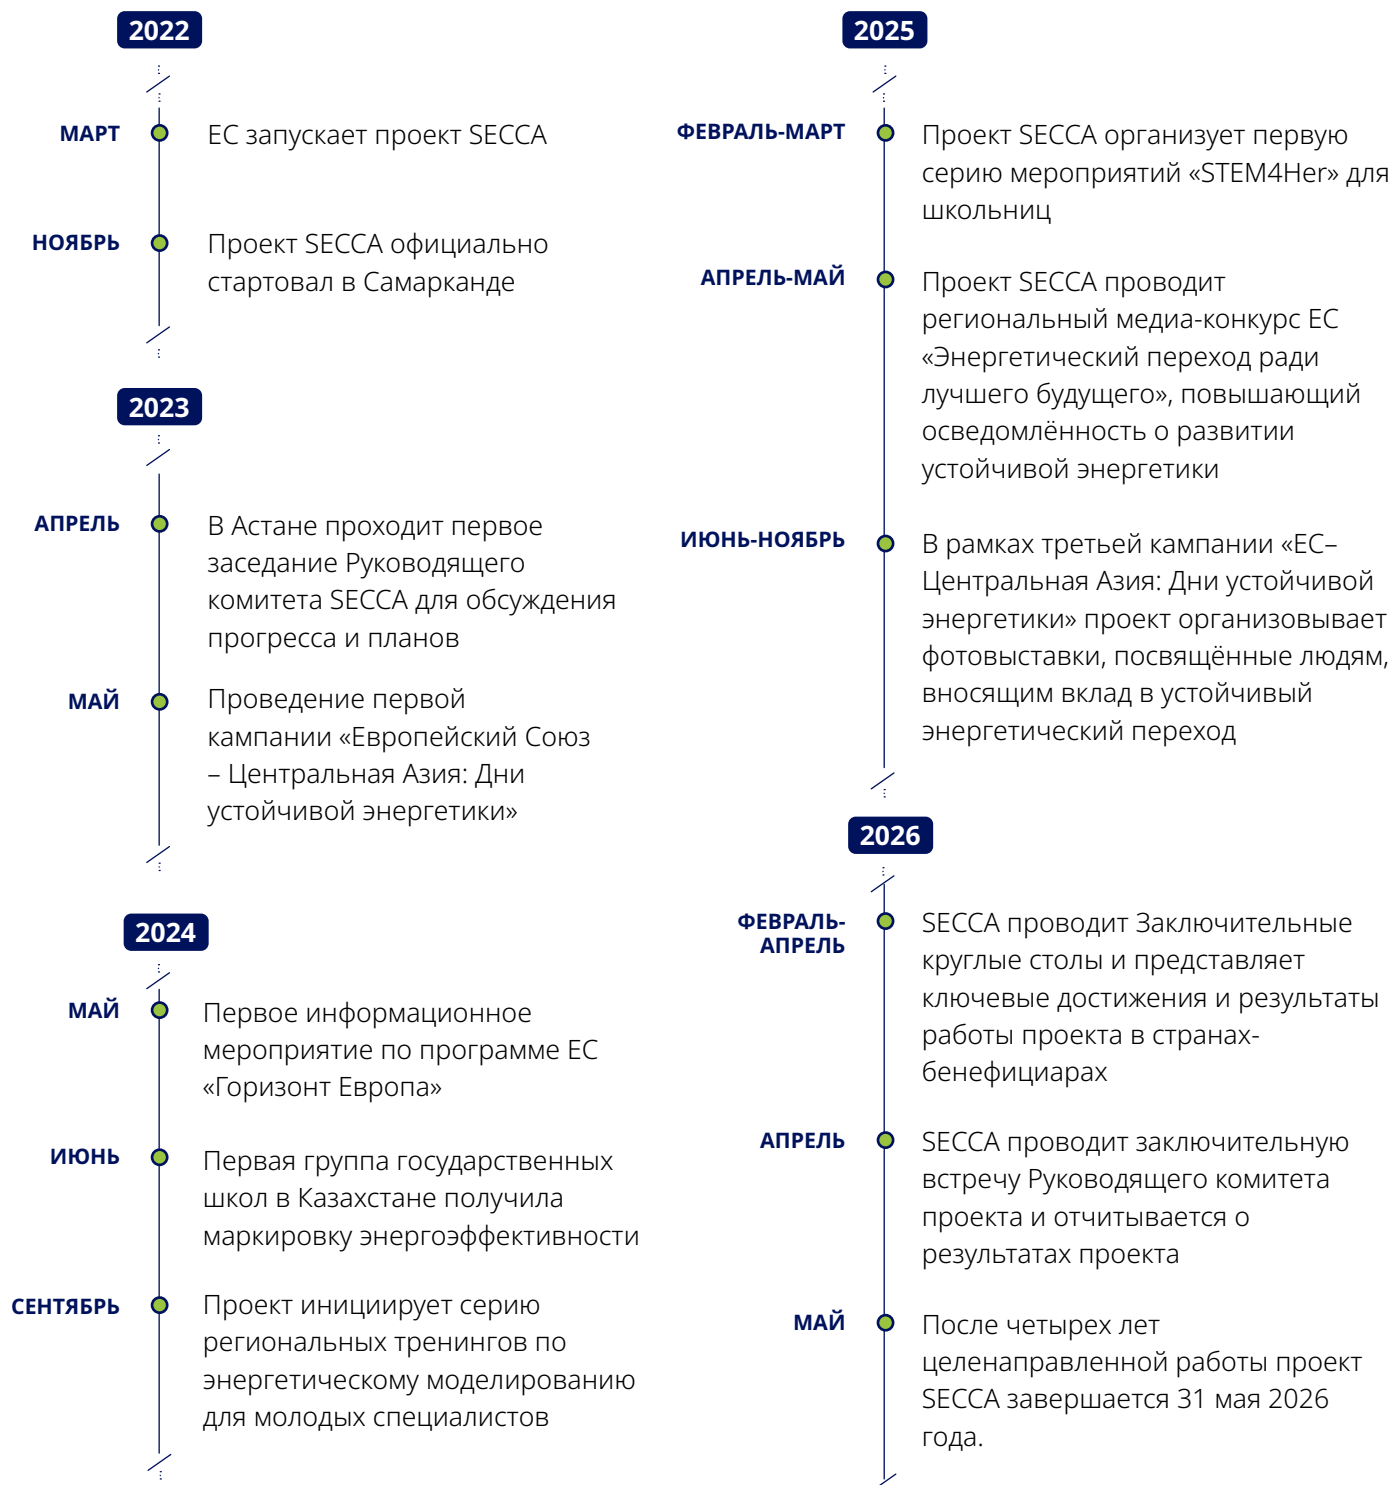 2022
МАРТ
ЕС запускает проект SECCA
НОЯБРЬ
Проект SECCA официально
стартовал в Самарканде
2023
АПРЕЛЬ
В Астане проходит первое
заседание Руководящего
комитета SECCA для обсуждения
прогресса и планов
МАЙ
Проведение первой
кампании «Европейский Союз
– Центральная Азия: Дни
устойчивой энергетики»
2024
МАЙ
Первое информационное
мероприятие по программе ЕС
«Горизонт Европа»
ИЮНЬ
Первая группа государственных
школ в Казахстане получила
маркировку энергоэффективности
СЕНТЯБРЬ
Проект инициирует серию
региональных тренингов по
энергетическому моделированию
для молодых специалистов
2025
ФЕВРАЛЬ-МАРТ
Проект SECCA организует первую
серию мероприятий «STEM4Her» для
школьниц
АПРЕЛЬ-МАЙ
Проект SECCA проводит
региональный медиа-конкурс ЕС
«Энергетический переход ради
лучшего будущего», повышающий
осведомлённость о развитии
устойчивой энергетики
ИЮНЬ-НОЯБРЬ
В рамках третьей кампании «ЕС–
Центральная Азия: Дни устойчивой
энергетики» проект организовывает
фотовыставки, посвящённые людям,
вносящим вклад в устойчивый
энергетический переход
2026
ФЕВРАЛЬ-
АПРЕЛЬ
SECCA проводит Заключительные
круглые столы и представляет
ключевые достижения и результаты
работы проекта в странах-
бенефициарах
АПРЕЛЬ
SECCA проводит заключительную
встречу Руководящего комитета
проекта и отчитывается о
результатах проекта
МАЙ
После четырех лет
целенаправленной работы проект
SECCA завершается 31 мая 2026
года.